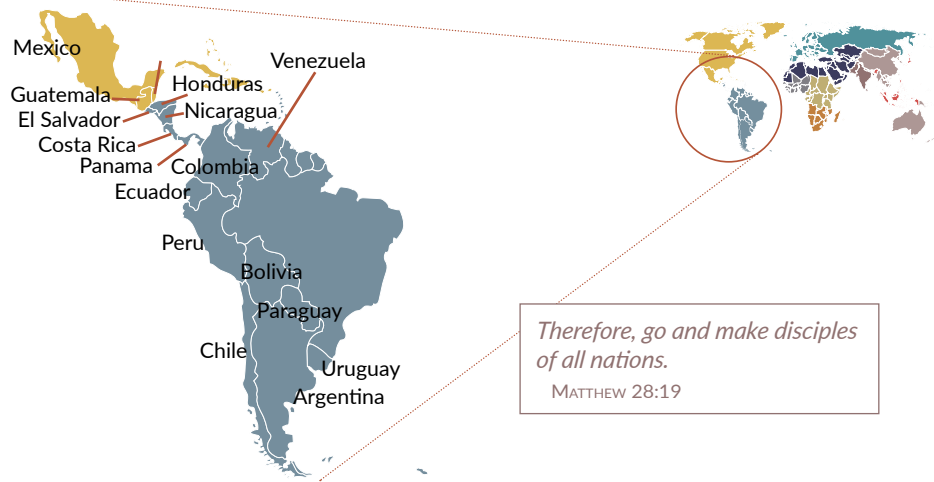 Mexico
Venezuela
Honduras
Guatemala
Nicaragua
El Salvador
Costa Rica
Panama
Colombia
Ecuador
Peru
Bolivia
Paraguay
Chile
Uruguay
Argentina
Therefore, go and make disciples
of all nations.
Matthew 28:19